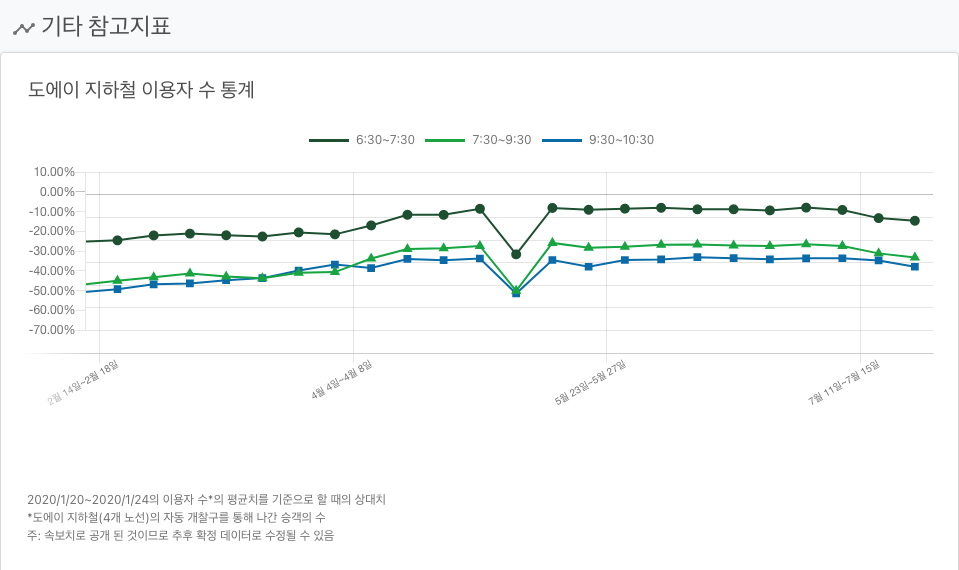 기타 참고지표
도에이 지하철 이용자 수 통계
6:30~7:30 7:30~9:30 9:30~10:30
10.00%
0.00%
-10.00%
-20.00%
-30.00%
-40.00%
-50.00%
-60.00%
-70.00%
2월 14일~2월 18일
4월 4일~4월 8일
5월 23일~5월 27일
7월 11일~7월 15일
2020/1/20~2020/1/24의 이용자 수*의 평균치를 기준으로 할 때의 상대치
*도에이 지하철(4개 노선)의 자동 개찰구를 통해 나간 승객의 수
주: 속보치로 공개 된 것이므로 추후 확정 데이터로 수정될 수 있음